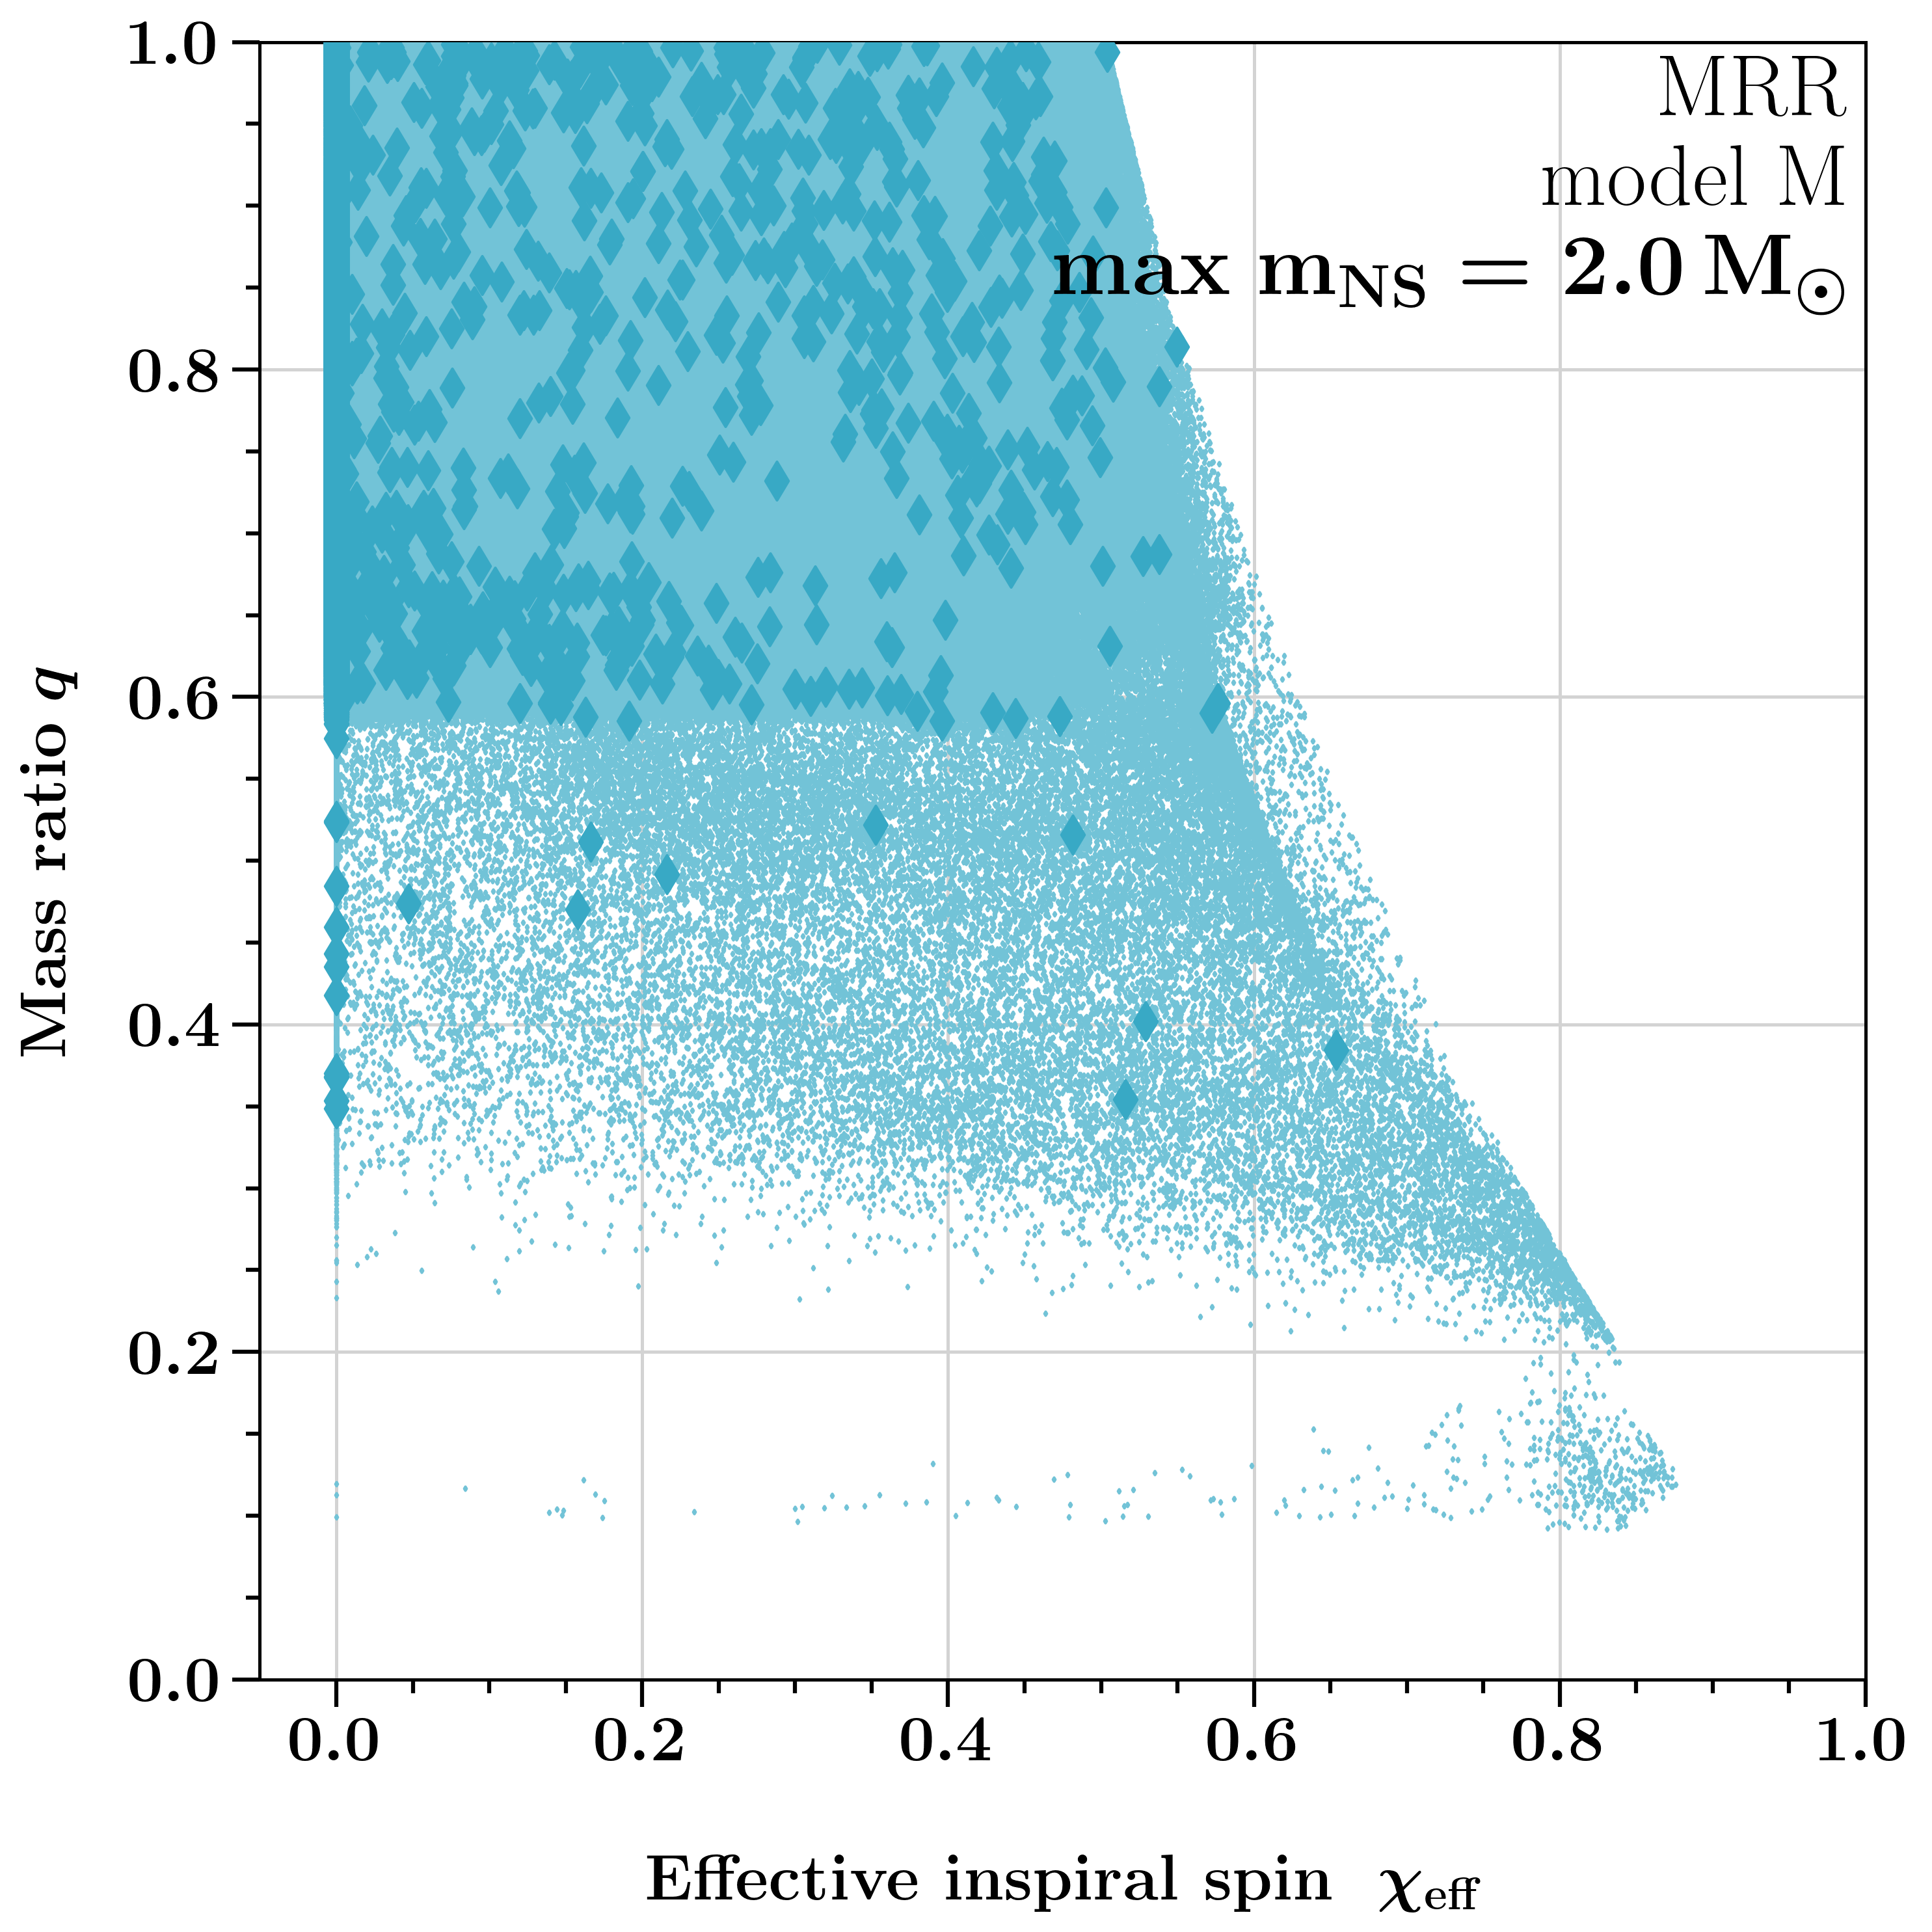 1.0
0.8
0.6
0.4
0.2
0.0
Mass ratio q
MRR
model M
max m_NS = 2.0 M_⊙
0.0 0.2 0.4 0.6 0.8 1.0
Effective inspiral spin χ_eff